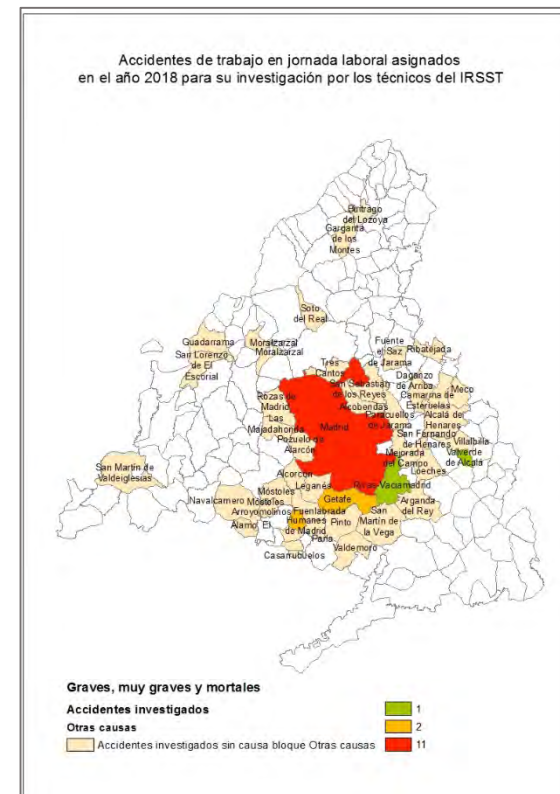 Accidentes de trabajo en jornada laboral asignados
en el año 2018 para su investigación por los técnicos del IRSST
Buitrago
del Lozoya
Garganta
de los
Montes
Soto
del Real
Guadarrama
San Lorenzo
de El
Escorial
Moralzarzal
Moralzarzal
Fuente
el Saz
de Jarama
Ribatejada
Tres
Cantos
Daganzo
de Arriba
Meco
San Sebastián
de los Reyes
Camarma de
Esteruelas
Rozas de
Madrid
Las
Alcobendas
Alcalá de
Henares
Paracuellos
de Jarama
Majadahonda
Madrid
Pozuelo de
Alarcón
San Fernando
de Henares
Villalbilla
Mejorada
del Campo
Valverde
de Alcalá
Loeches
San Martín de
Valdeiglesias
Alcorcón
Leganés
Rivas-Vaciamadrid
Navalcarnero
Móstoles
Móstoles
Getafe
Arganda
del Rey
Arroyomolinos
Fuenlabrada
San
Martín de
la Vega
Álamo
El
Humanes
de Madrid
Pinto
Parla
Valdemoro
Casarrubuelos
Graves, muy graves y mortales
Accidentes investigados
Otras causas
Accidentes investigados sin causa bloque Otras causas
1
2
11